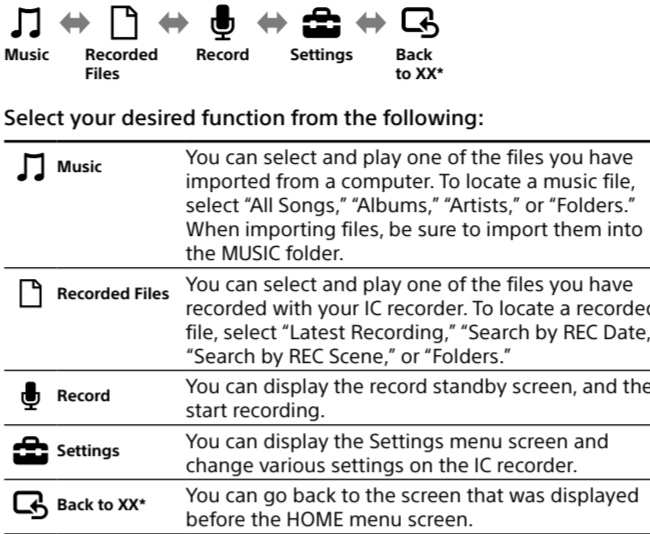 Music Recorded Files Record Settings Back to XX*
Select your desired function from the following:
Music
You can select and play one of the files you have
imported from a computer. To locate a music file,
select “All Songs,” “Albums,” “Artists,” or “Folders.”
When importing files, be sure to import them into
the MUSIC folder.
Recorded Files
You can select and play one of the files you have
recorded with your IC recorder. To locate a recorded
file, select “Latest Recording,” “Search by REC Date,
“Search by REC Scene,” or “Folders.”
Record
You can display the record standby screen, and the
start recording.
Settings
You can display the Settings menu screen and
change various settings on the IC recorder.
Back to XX*
You can go back to the screen that was displayed
before the HOME menu screen.